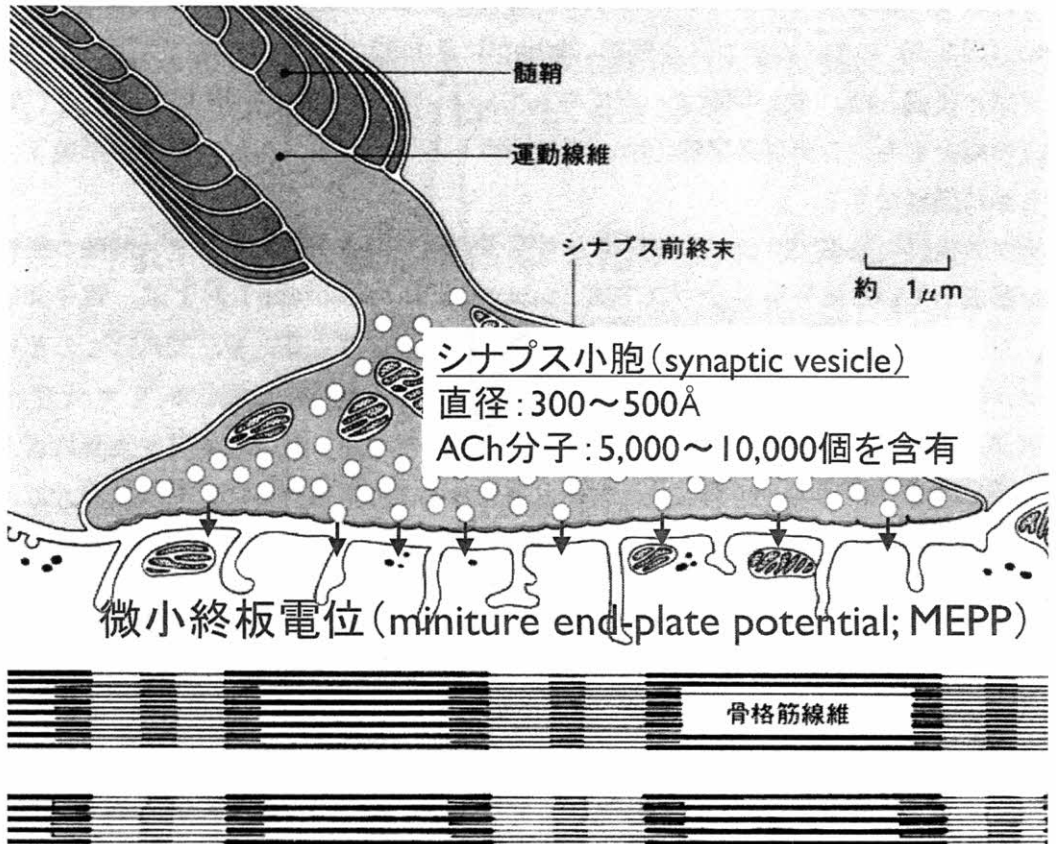 髄鞘
運動線維
シナプス前終末
約 1μm
シナプス小胞(synaptic vesicle)
直径:300〜500Å
ACh分子:5,000〜10,000個を含有
微小終板電位(miniture end-plate potential; MEPP)
骨格筋線維